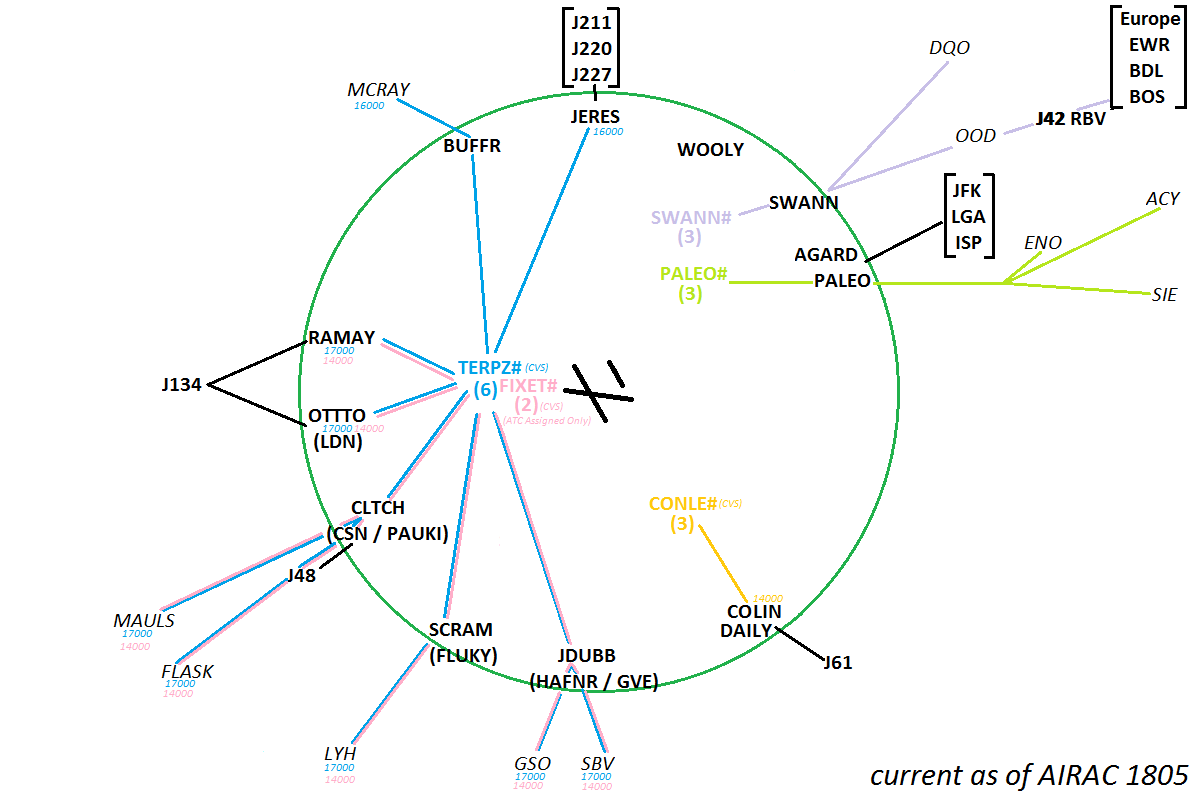 J211
J220
J227
Europe
EWR
BDL
BOS
DQO
MCRAY
16000
JERES
16000
J42 RBV
OOD
BUFFR
WOOLY
JFK
LGA
ISP
ACY
SWANN
SWANN#
(3)
ENO
AGARD
PALEO#
(3)
PALEO
SIE
RAMAY
17000
14000
J134
TERPZ# (CVS)
(6) FIXET#
(2) (CVS)
(ATC Assigned Only)
OTTTO
17000 14000
(LDN)
CLTCH
(CSN / PAUKI)
J48
CONLE# (CVS)
(3)
MAULS
17000
14000
FLASK
17000
14000
14000
COLIN
DAILY
J61
SCRAM
(FLUKY)
JDUBB
(HAFNR / GVE)
LYH
17000
14000
GSO
17000
14000
SBV
17000
14000
current as of AIRAC 1805